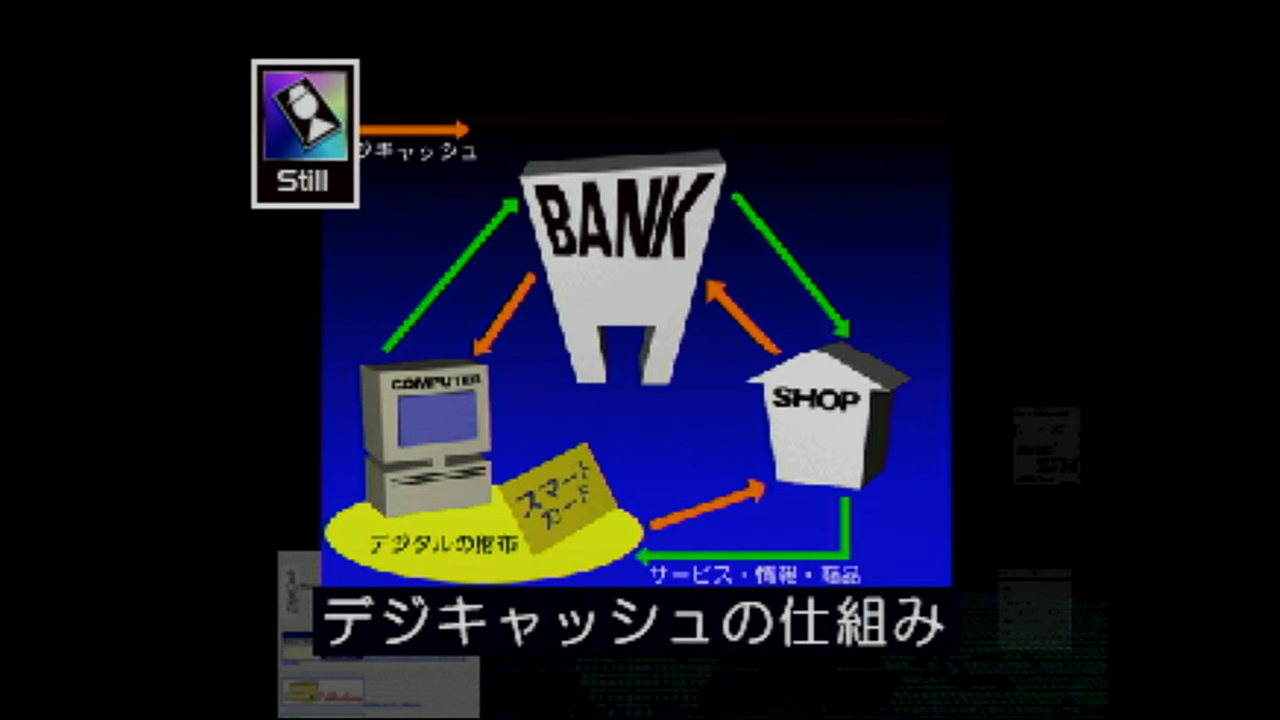 ジキャッシュ
Still
BANK
COMPUTER
SHOP
スマート
カード
デジタルの財布
サービス・情報・商品
デジキャッシュの仕組み